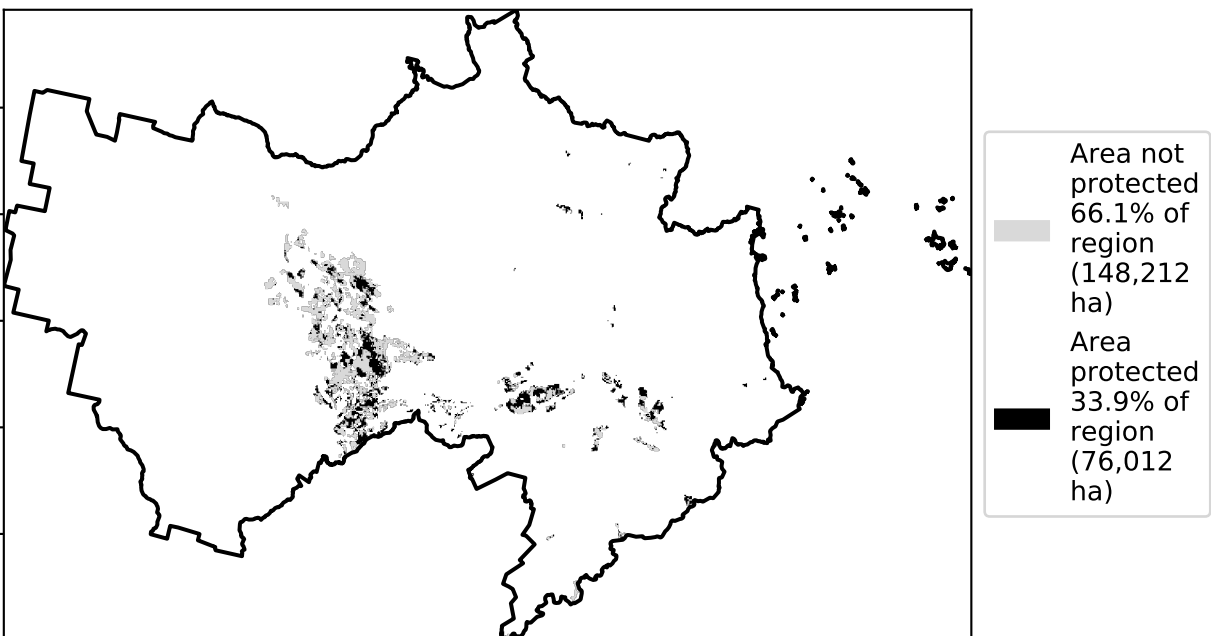 Area not
protected
66.1% of
region
(148,212
ha)
Area
protected
33.9% of
region
(76,012
ha)